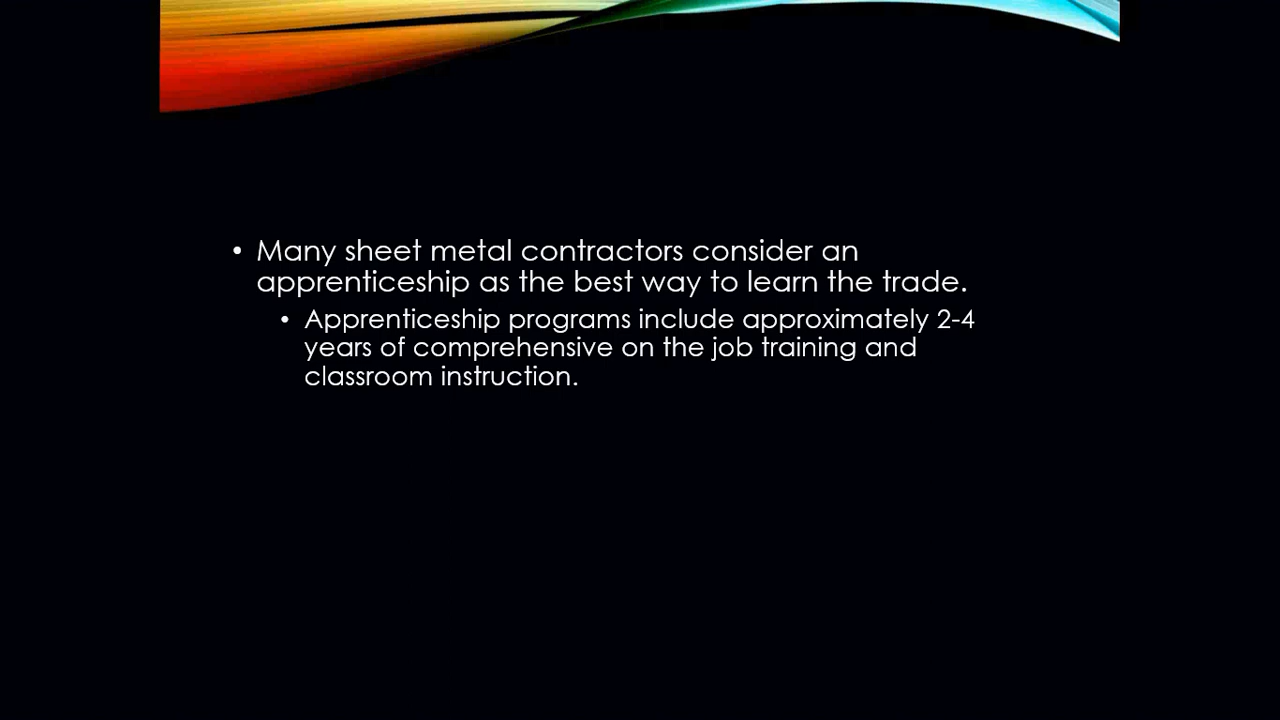 • Many sheet metal contractors consider an
apprenticeship as the best way to learn the trade.
• Apprenticeship programs include approximately 2-4
years of comprehensive on the job training and
classroom instruction.